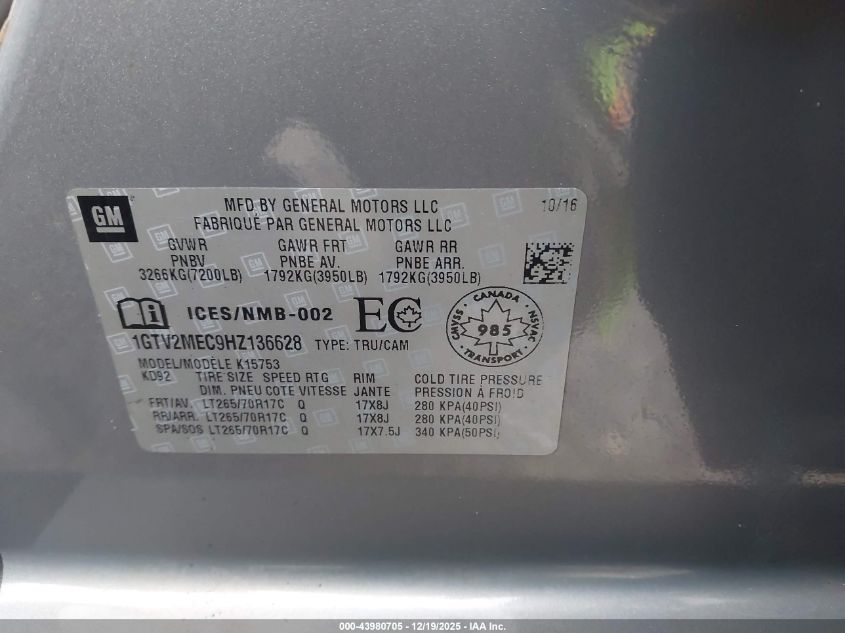 GM
MFD BY GENERAL MOTORS LLC 10/16
FABRIQUÉ PAR GENERAL MOTORS LLC
GVWR GAWR FRT GAWR RR
PNBV PNBE AV. PNBE ARR.
3266KG(7200LB) 1792KG(3950LB) 1792KG(3950LB)
i ICES/NMB-002 EC
CANADA CMVSS 985 NSVAC TRANSPORT
1GTV2MEC9HZ136628 TYPE: TRU/CAM
MODEL/MODÈLE K15753
KD92 TIRE SIZE SPEED RTG RIM COLD TIRE PRESSURE
DIM. PNEU COTE VITESSE JANTE PRESSION À FROID
FRT/AV. LT265/70R17C Q 17X8J 280 KPA(40PSI)
RR/ARR. LT265/70R17C Q 17X8J 280 KPA(40PSI)
SPA/SOS LT265/70R17C Q 17X7.5J 340 KPA(50PSI)
000-43980705 • 12/19/2025 - IAA Inc.